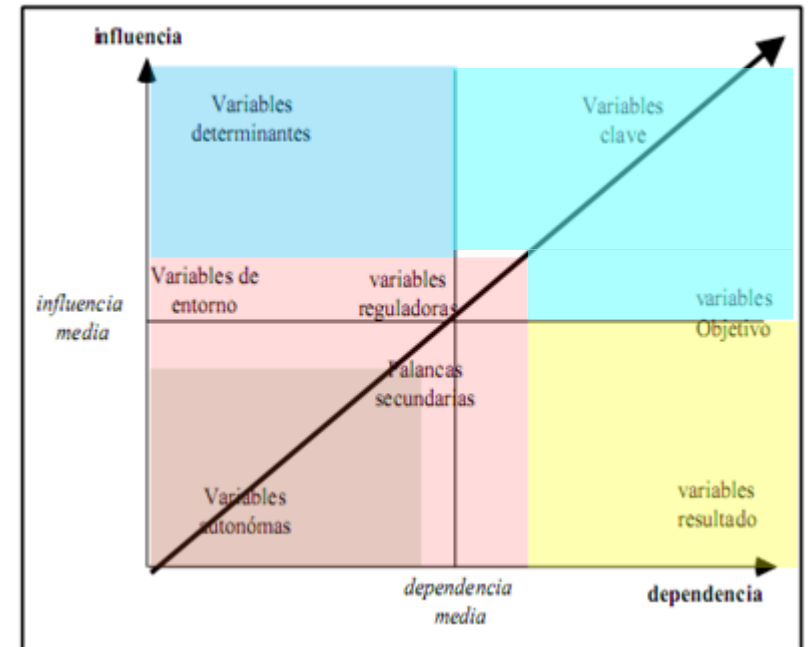 influencia
Variables
determinantes
Variables
clave
Variables de
entorno
variables
reguladoras
influencia
media
variables
Objetivo
Palancas
secundarias
Variables
autonómas
variables
resultado
dependencia
media
dependencia